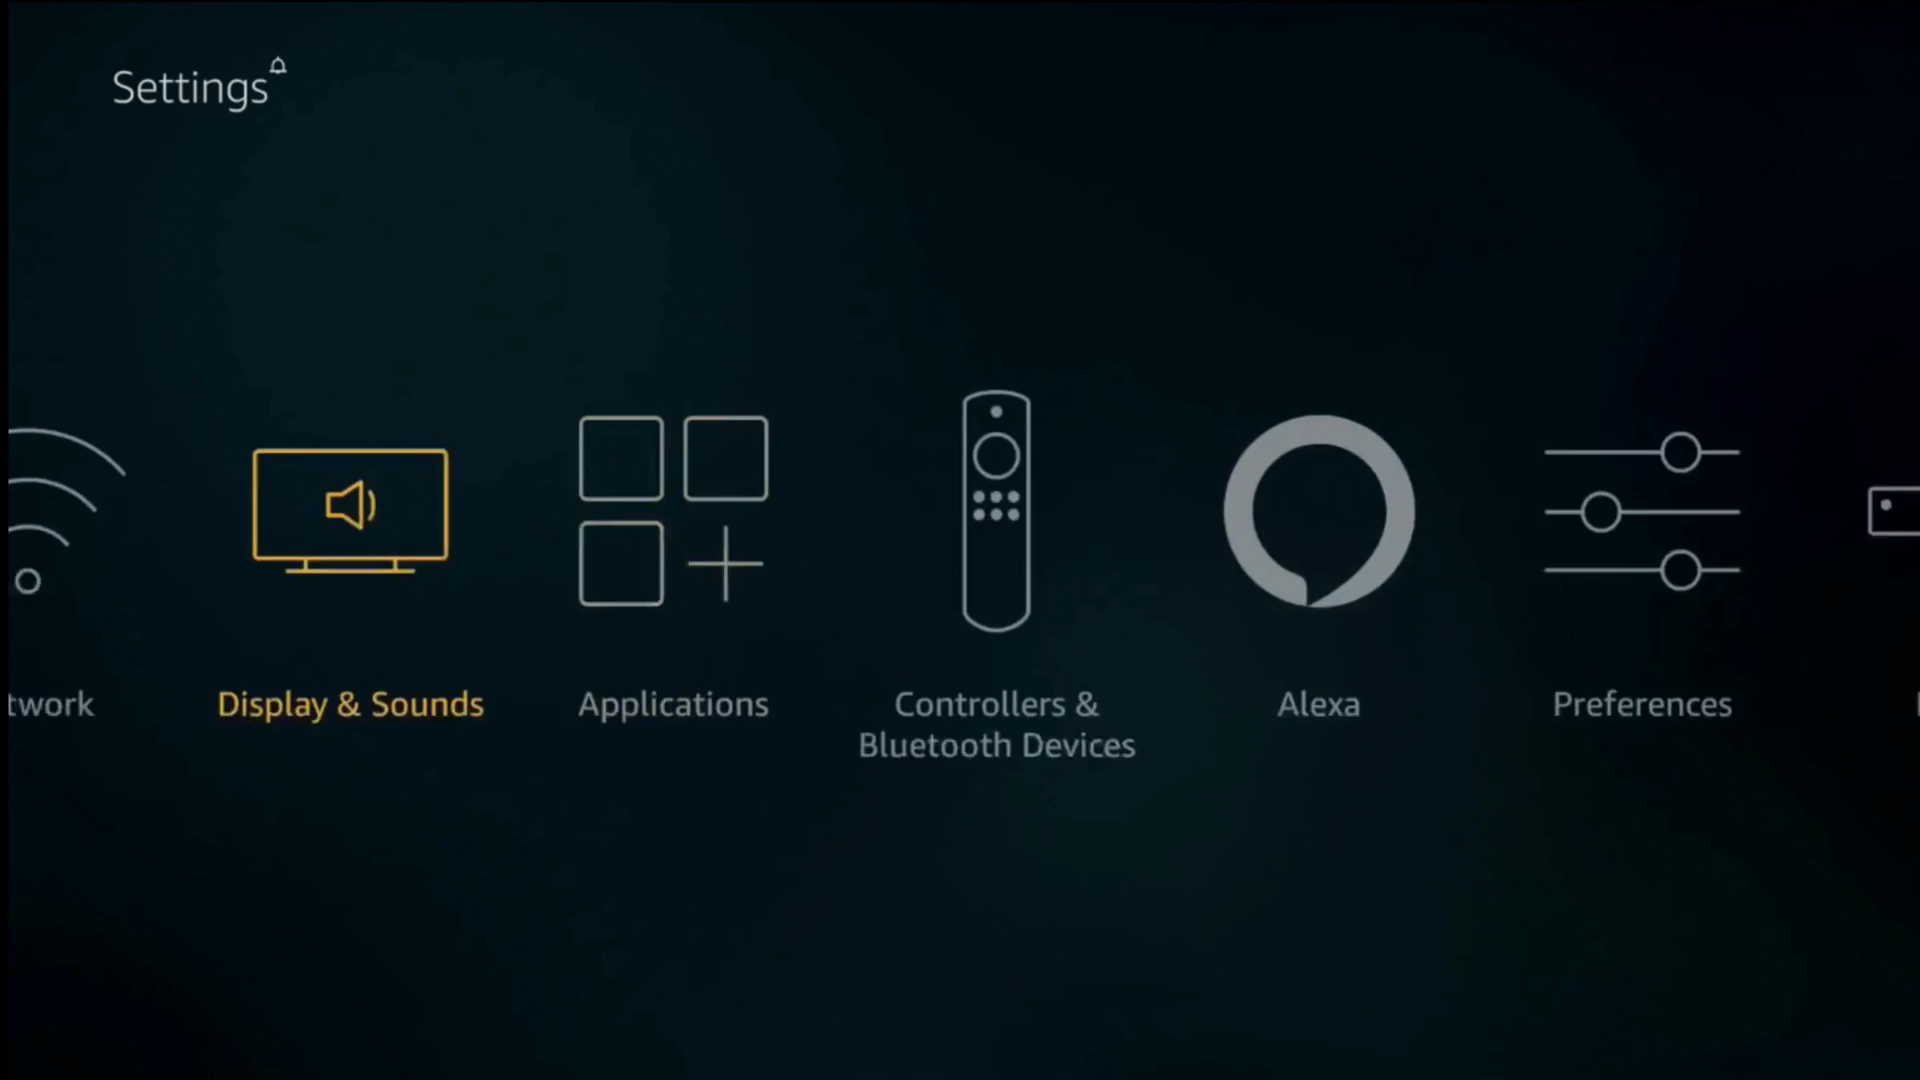 Settings
twork
Display & Sounds
Applications
Controllers &
Bluetooth Devices
Alexa
Preferences